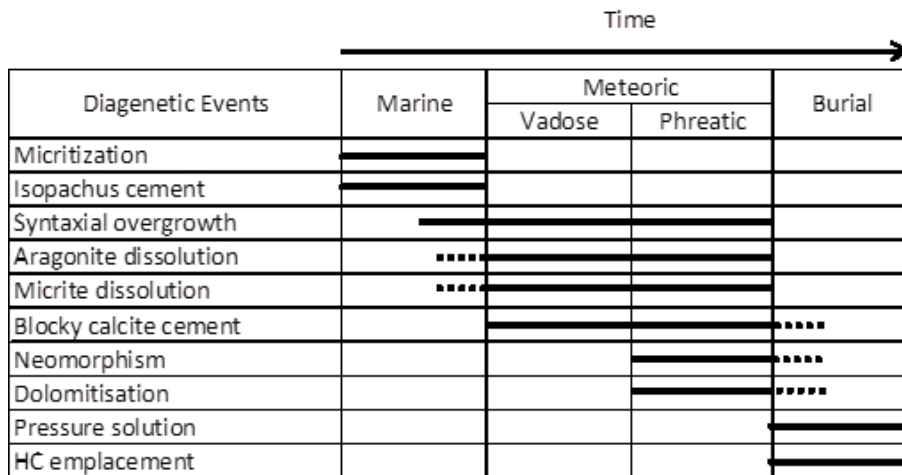 Time
Diagenetic Events
Marine
Meteoric
Burial
Vadose
Phreatic
Micritization
Isopachus cement
Syntaxial overgrowth
Aragonite dissolution
Micrite dissolution
Blocky calcite cement
Neomorphism
Dolomitisation
Pressure solution
HC emplacement